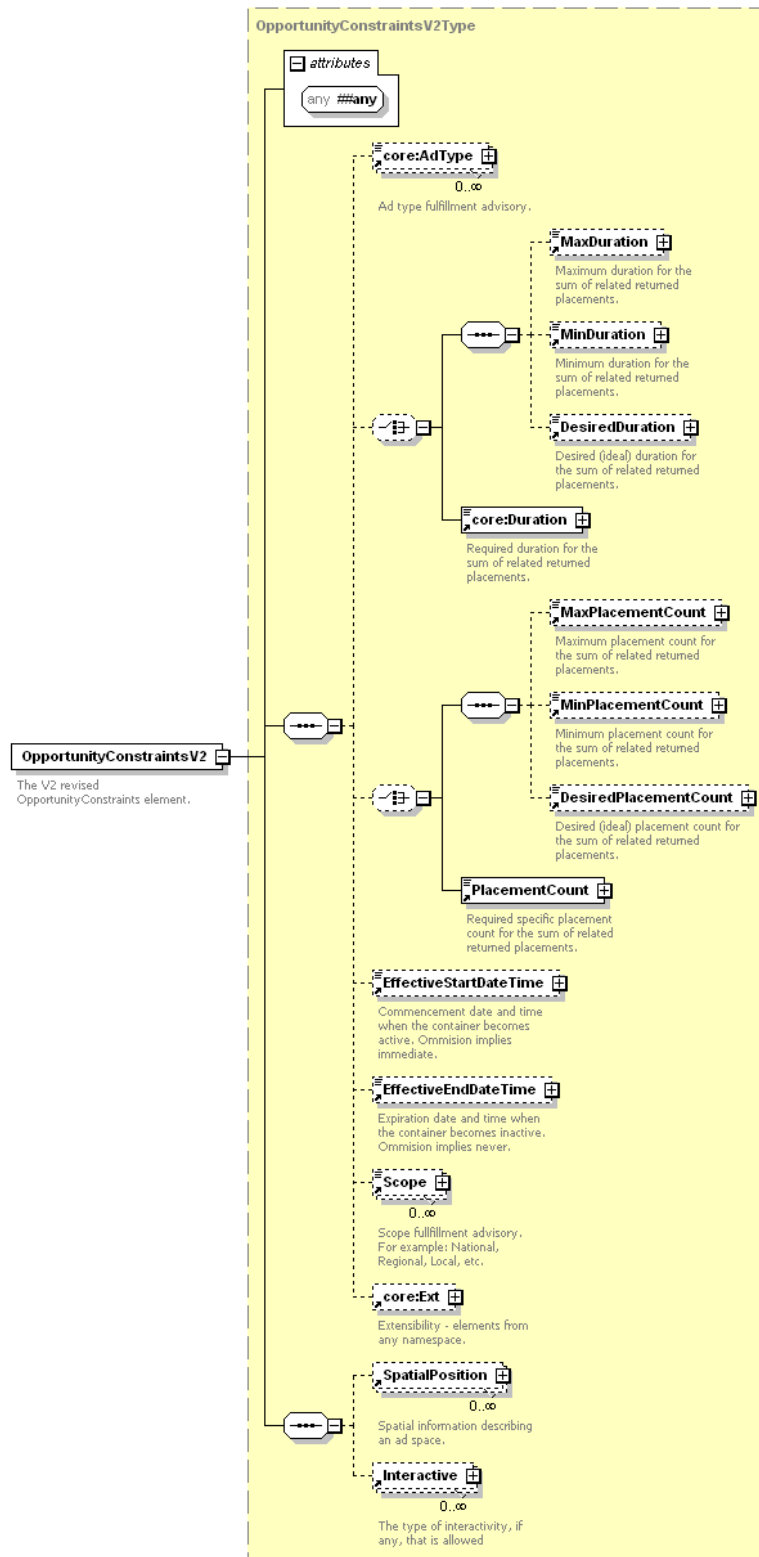 OpportunityConstraintsV2Type
attributes
any ##any
core:AdType
0..∞
Ad type fulfillment advisory.
MaxDuration
Maximum duration for the
sum of related returned
placements.
MinDuration
Minimum duration for the
sum of related returned
placements.
DesiredDuration
Desired (ideal) duration for
the sum of related returned
placements.
core:Duration
Required duration for the
sum of related returned
placements.
MaxPlacementCount
Maximum placement count for
the sum of related returned
placements.
MinPlacementCount
Minimum placement count for
the sum of related returned
placements.
OpportunityConstraintsV2
The V2 revised
OpportunityConstraints element.
DesiredPlacementCount
Desired (ideal) placement count for
the sum of related returned
placements.
PlacementCount
Required specific placement
count for the sum of related
returned placements.
EffectiveStartDateTime
Commencement date and time
when the container becomes
active. Ommision implies
immediate.
EffectiveEndDateTime
Expiration date and time when
the container becomes inactive.
Ommision implies never.
Scope
0..∞
Scope fullfillment advisory.
For example: National,
Regional, Local, etc.
core:Ext
Extensibility - elements from
any namespace.
SpatialPosition
0..∞
Spatial information describing
an ad space.
Interactive
0..∞
The type of interactivity, if
any, that is allowed